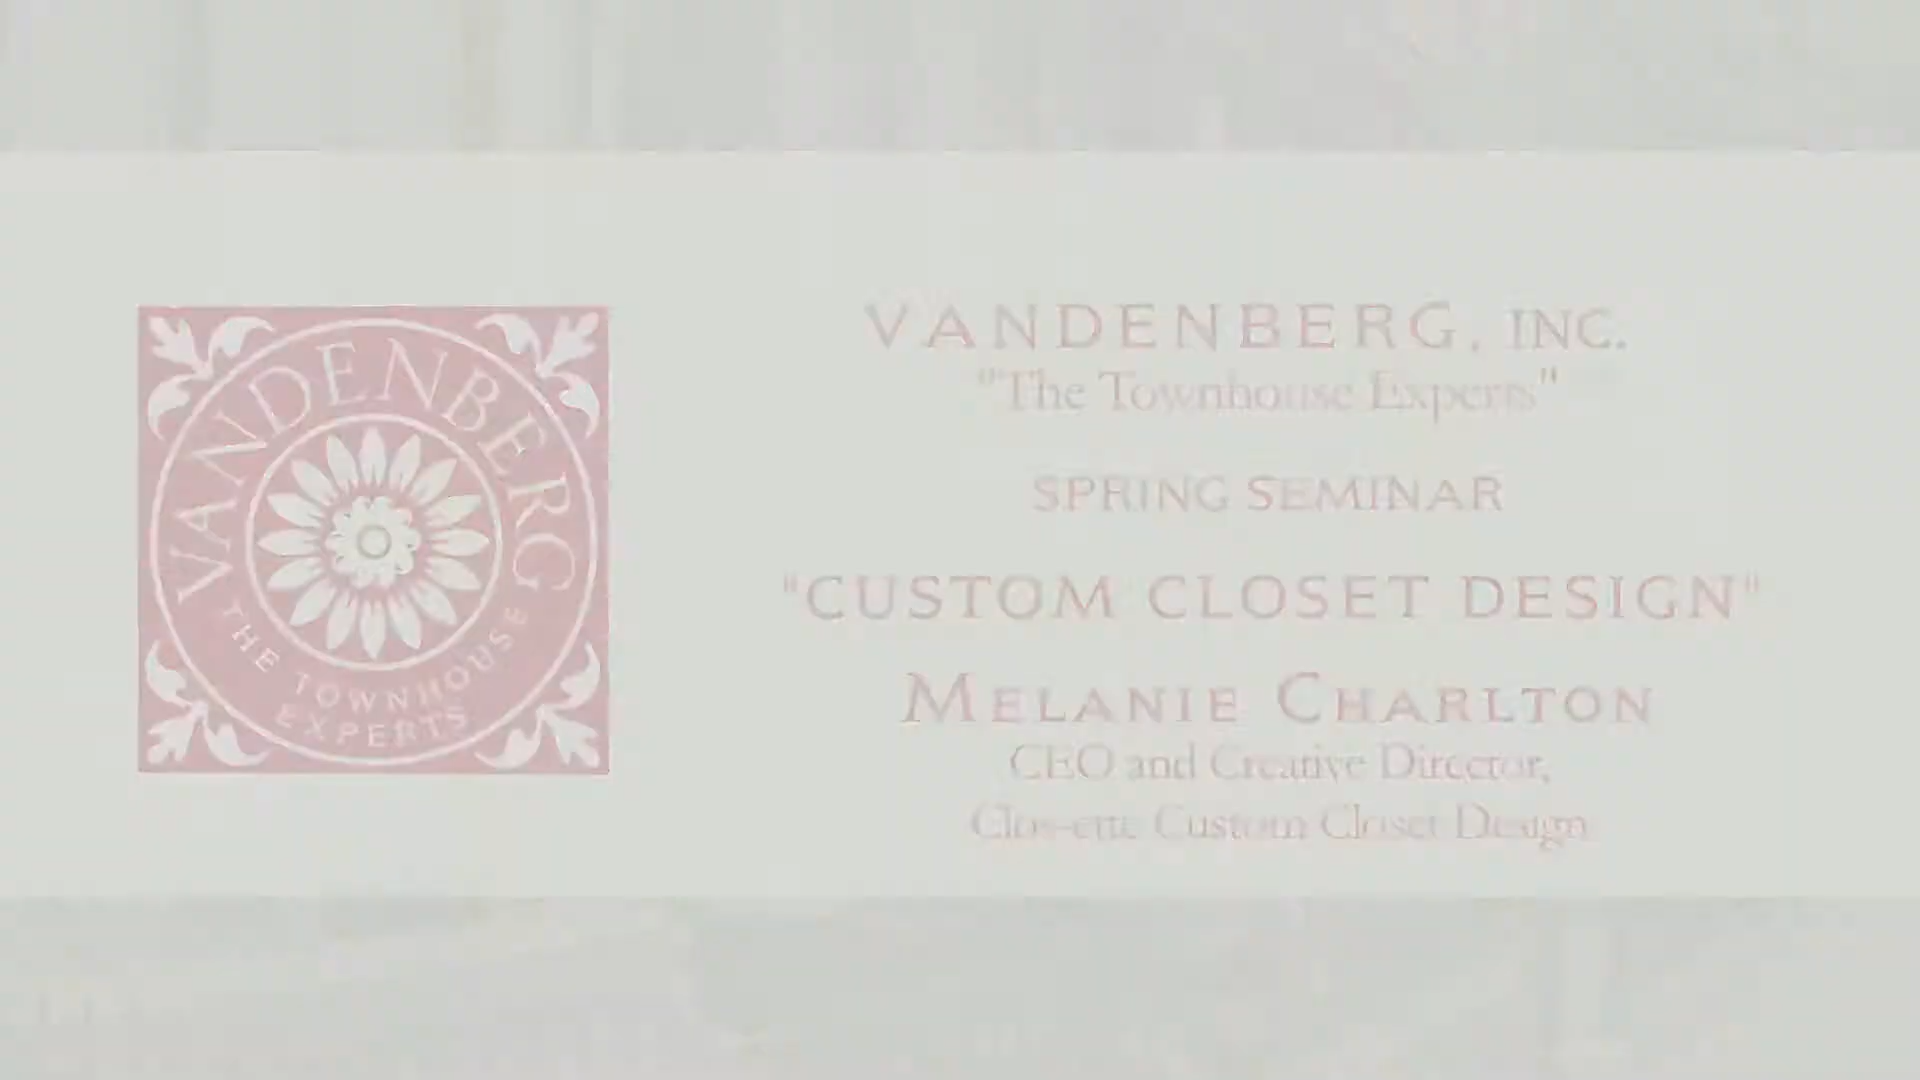 VANDENBERG
THE TOWNHOUSE
EXPERTS
VANDENBERG, INC.
"The Townhouse Experts"
SPRING SEMINAR
"CUSTOM CLOSET DESIGN"
MELANIE CHARLTON
CEO and Creative Director,
Clos-ette Custom Closet Design